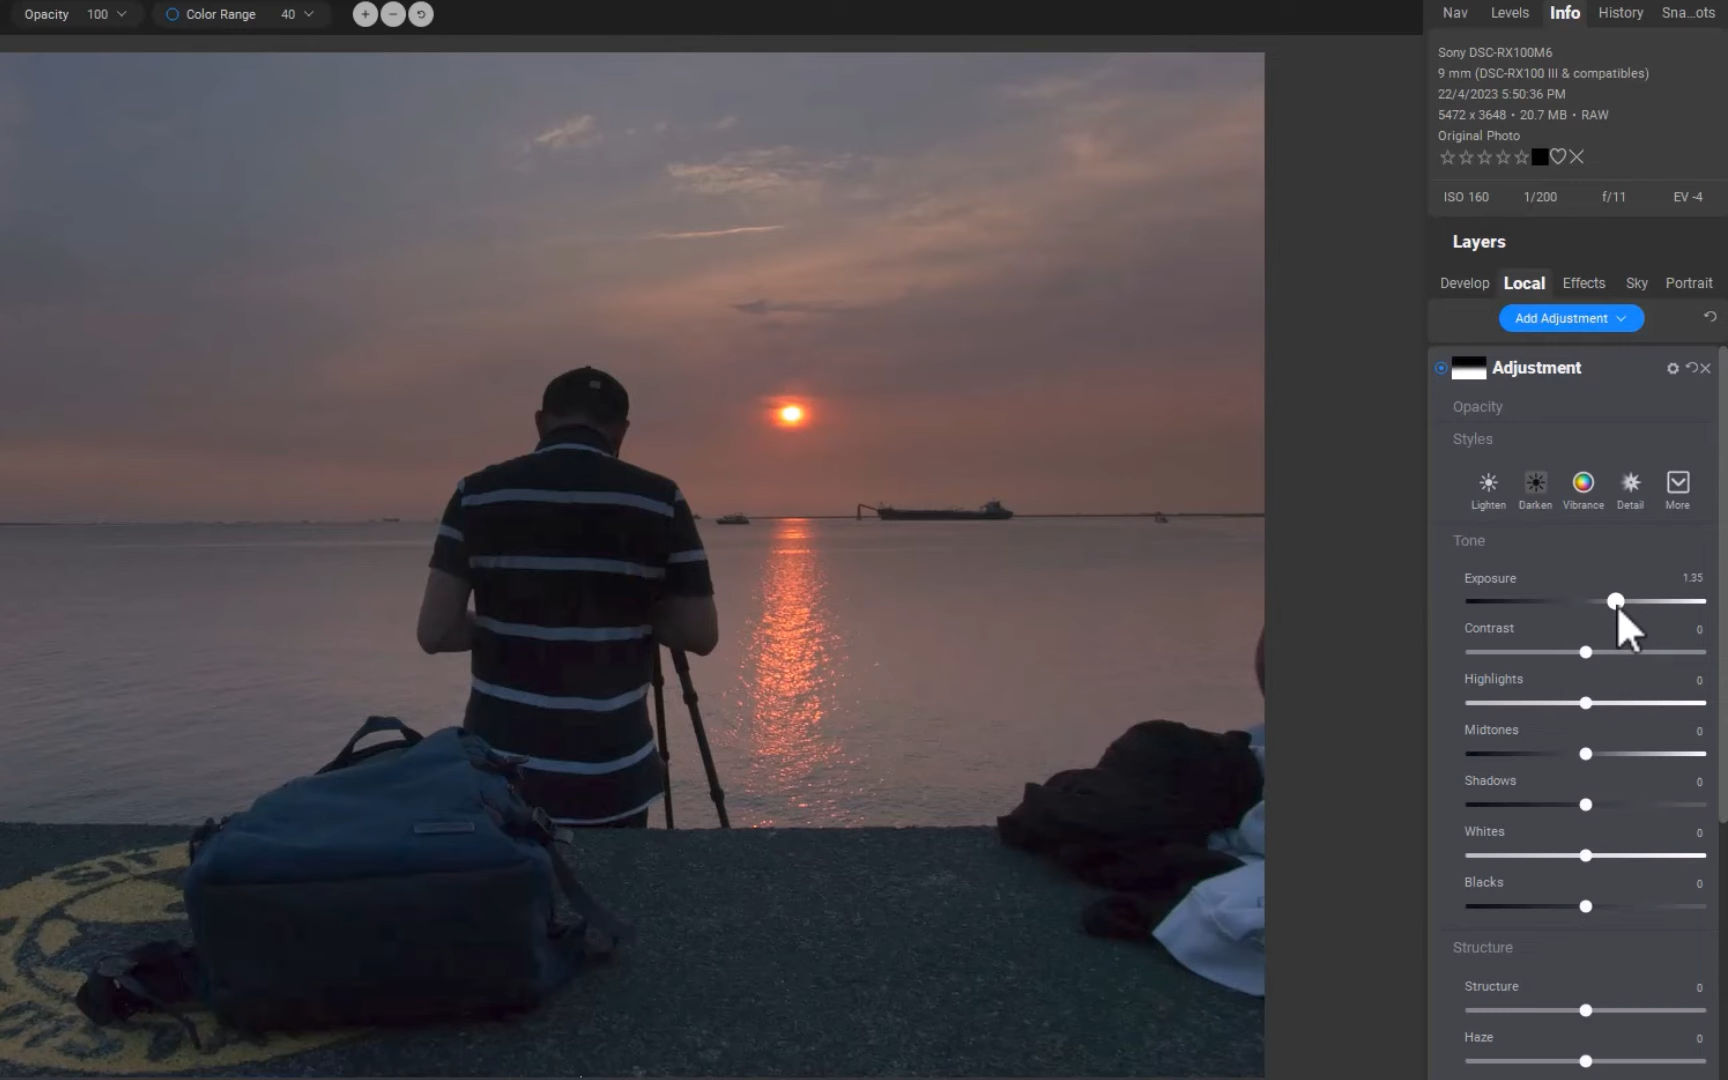 Opacity 100 Color Range 40
Nav Levels Info History Sna...ots
Sony DSC-RX100M6
9 mm (DSC-RX100 III & compatibles)
22/4/2023 5:50:36 PM
5472 x 3648 • 20.7 MB • RAW
Original Photo
ISO 160 1/200 f/11 EV -4
Layers
Develop Local Effects Sky Portrait
Add Adjustment
Adjustment
Opacity
Styles
Lighten Darken Vibrance Detail More
Tone
Exposure 1.35
Contrast 0
Highlights 0
Midtones 0
Shadows 0
Whites 0
Blacks 0
Structure
Structure 0
Haze 0